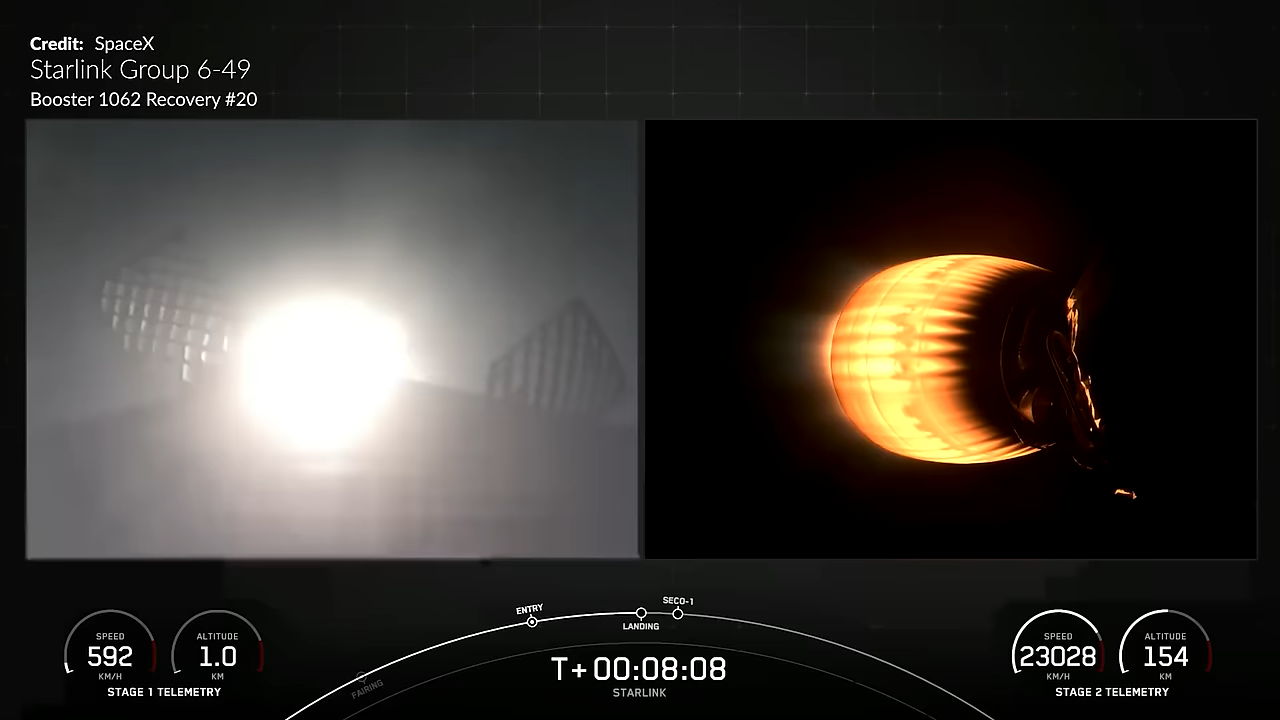 Credit: SpaceX
Starlink Group 6-49
Booster 1062 Recovery #20
SPEED
592
KM/H
ALTITUDE
1.0
KM
STAGE 1 TELEMETRY
FAIRING
ENTRY
LANDING
SECO-1
T+ 00:08:08
STARLINK
SPEED
23028
KM/H
ALTITUDE
154
KM
STAGE 2 TELEMETRY